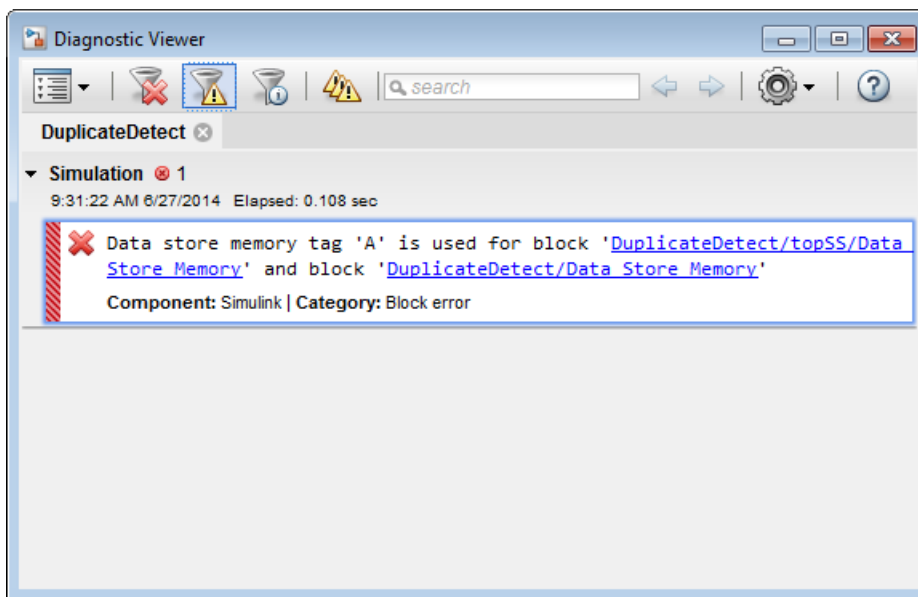 Diagnostic Viewer
search
DuplicateDetect
Simulation 1
9:31:22 AM 6/27/2014 Elapsed: 0.108 sec
Data store memory tag 'A' is used for block 'DuplicateDetect/topSS/Data
Store Memory' and block 'DuplicateDetect/Data Store Memory'
Component: Simulink | Category: Block error